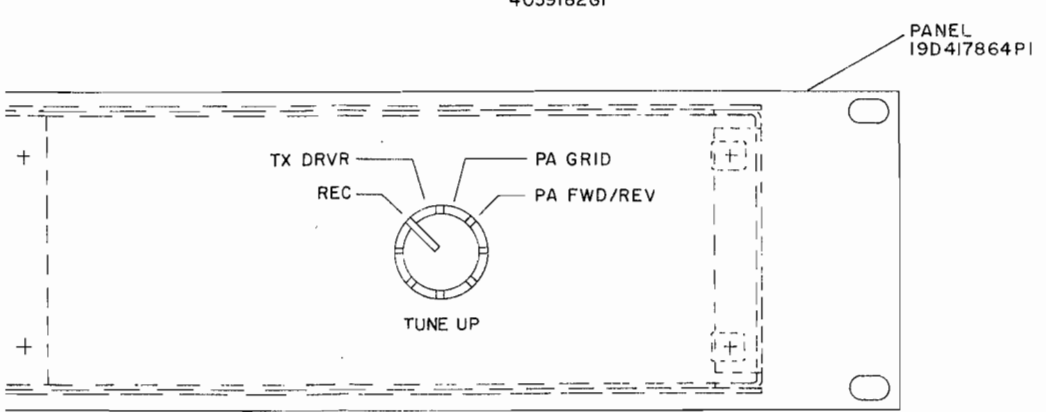 PANEL
19D417864P1
TX DRVR
PA GRID
REC
PA FWD/REV
TUNE UP